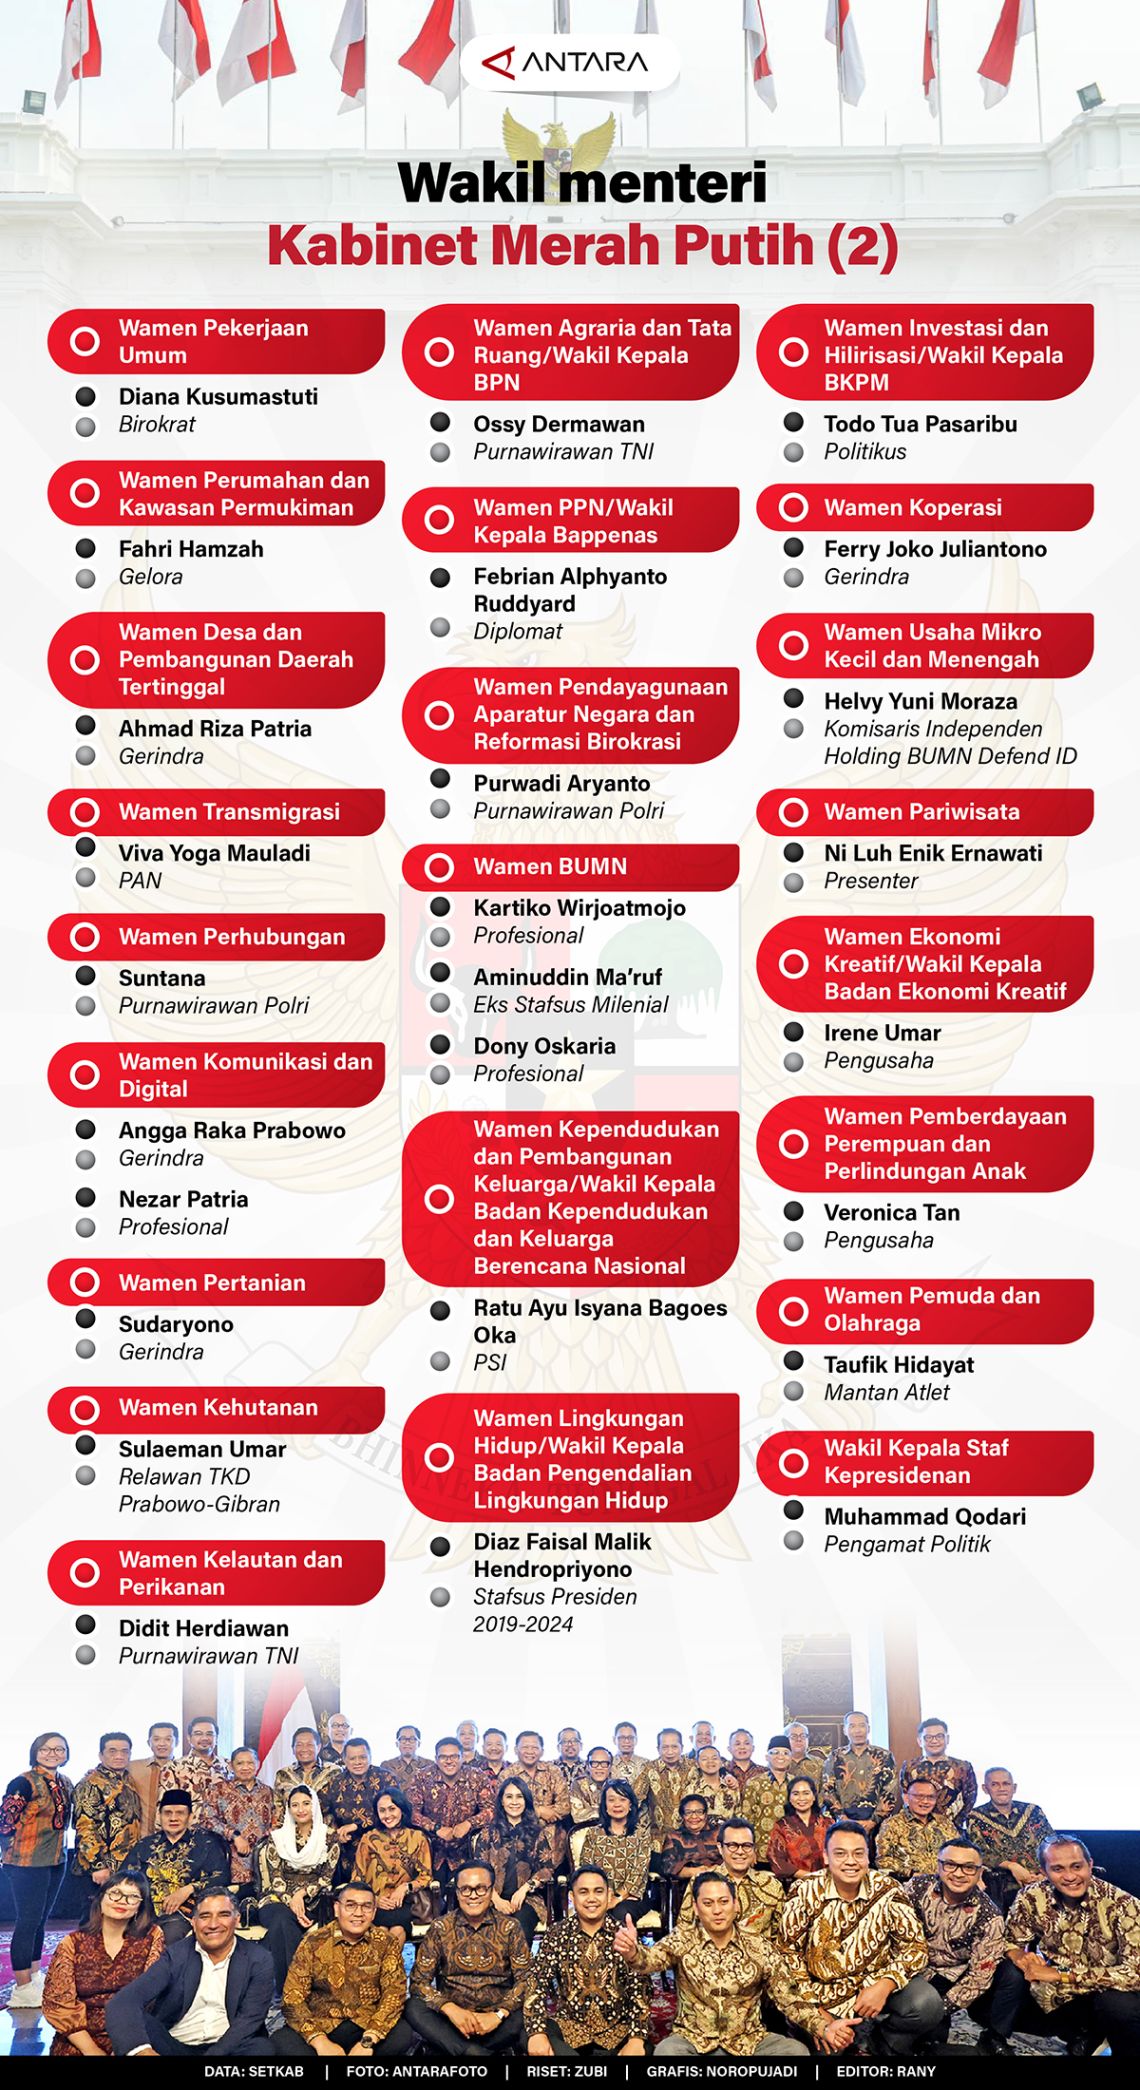 ANTARA
Wakil menteri
Kabinet Merah Putih (2)
Wamen Pekerjaan
Umum
Diana Kusumastuti
Birokrat
Wamen Perumahan dan
Kawasan Permukiman
Fahri Hamzah
Gelora
Wamen Desa dan
Pembangunan Daerah
Tertinggal
Ahmad Riza Patria
Gerindra
Wamen Transmigrasi
Viva Yoga Mauladi
PAN
Wamen Perhubungan
Suntana
Purnawirawan Polri
Wamen Komunikasi dan
Digital
Angga Raka Prabowo
Gerindra
Nezar Patria
Profesional
Wamen Pertanian
Sudaryono
Gerindra
Wamen Kehutanan
Sulaeman Umar
Relawan TKD
Prabowo-Gibran
Wamen Kelautan dan
Perikanan
Didit Herdiawan
Purnawirawan TNI
Wamen Agraria dan Tata
Ruang/Wakil Kepala
BPN
Ossy Dermawan
Purnawirawan TNI
Wamen PPN/Wakil
Kepala Bappenas
Febrian Alphyanto
Ruddyard
Diplomat
Wamen Pendayagunaan
Aparatur Negara dan
Reformasi Birokrasi
Purwadi Aryanto
Purnawirawan Polri
Wamen BUMN
Kartiko Wirjoatmojo
Profesional
Aminuddin Ma'ruf
Eks Stafsus Milenial
Dony Oskaria
Profesional
Wamen Kependudukan
dan Pembangunan
Keluarga/Wakil Kepala
Badan Kependudukan
dan Keluarga
Berencana Nasional
Ratu Ayu Isyana Bagoes
Oka
PSI
Wamen Lingkungan
Hidup/Wakil Kepala
Badan Pengendalian
Lingkungan Hidup
Diaz Faisal Malik
Hendropriyono
Stafsus Presiden
2019-2024
Wamen Investasi dan
Hilirisasi/Wakil Kepala
BKPM
Todo Tua Pasaribu
Politikus
Wamen Koperasi
Ferry Joko Juliantono
Gerindra
Wamen Usaha Mikro
Kecil dan Menengah
Helvy Yuni Moraza
Komisaris Independen
Holding BUMN Defend ID
Wamen Pariwisata
Ni Luh Enik Ernawati
Presenter
Wamen Ekonomi
Kreatif/Wakil Kepala
Badan Ekonomi Kreatif
Irene Umar
Pengusaha
Wamen Pemberdayaan
Perempuan dan
Perlindungan Anak
Veronica Tan
Pengusaha
Wamen Pemuda dan
Olahraga
Taufik Hidayat
Mantan Atlet
Wakil Kepala Staf
Kepresidenan
Muhammad Qodari
Pengamat Politik
DATA: SETKAB | FOTO: ANTARAFOTO | RISET: ZUBI | GRAFIS: NOROPUJADI | EDITOR: RANY